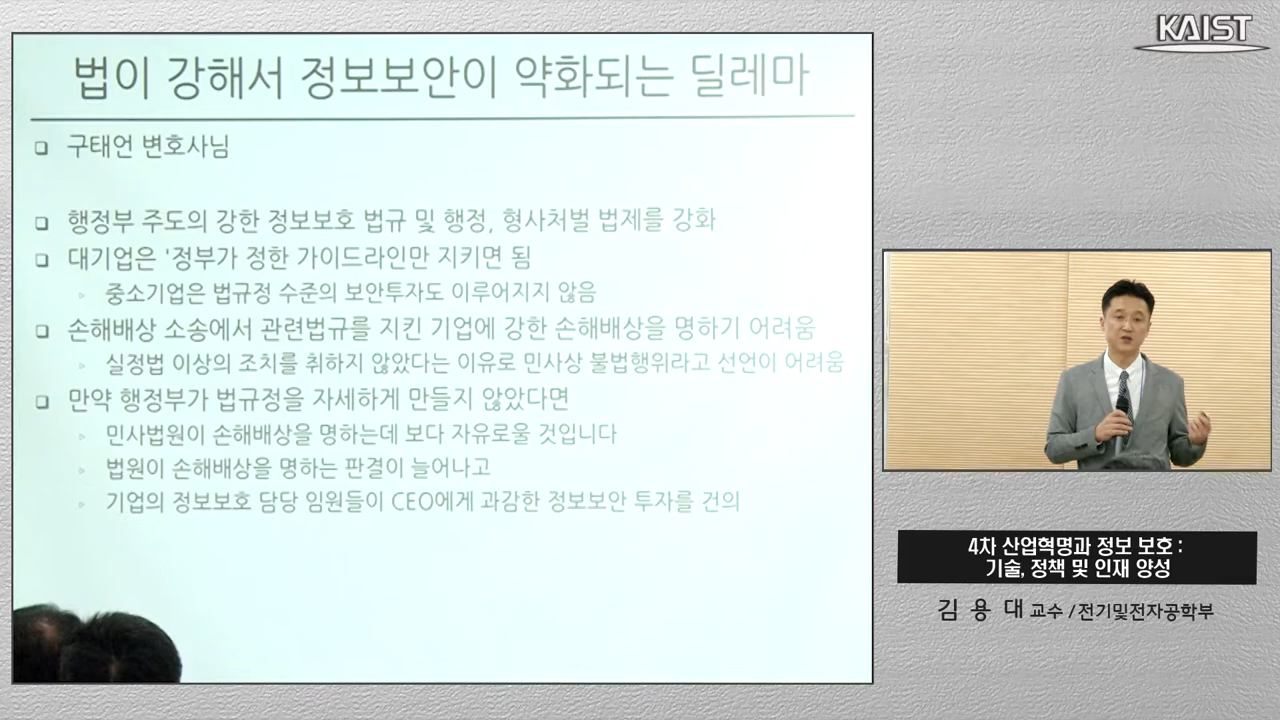 KAIST
법이 강해서 정보보안이 약화되는 딜레마
구태언 변호사님
행정부 주도의 강한 정보보호 법규 및 행정, 형사처벌 법제를 강화
대기업은 '정부가 정한 가이드라인만 지키면 됨
중소기업은 법규정 수준의 보안투자도 이루어지지 않음
손해배상 소송에서 관련법규를 지킨 기업에 강한 손해배상을 명하기 어려움
실정법 이상의 조치를 취하지 않았다는 이유로 민사상 불법행위라고 선언이 어려움
만약 행정부가 법규정을 자세하게 만들지 않았다면
민사법원이 손해배상을 명하는데 보다 자유로울 것입니다
법원이 손해배상을 명하는 판결이 늘어나고
기업의 정보보호 담당 임원들이 CEO에게 과감한 정보보안 투자를 건의
4차 산업혁명과 정보 보호 :
기술, 정책 및 인재 양성
김 용 대 교수 / 전기및전자공학부